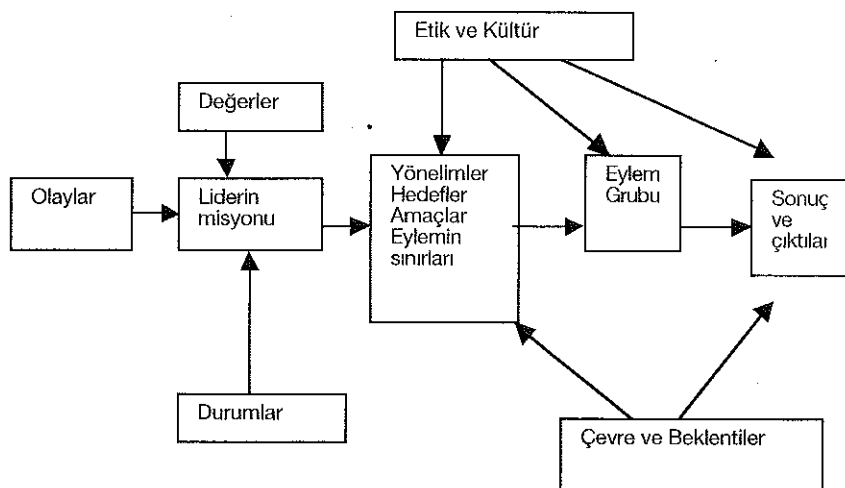 Etik ve Kültür
Değerler
Olaylar
Liderin
misyonu
Yönelimler
Hedefler
Amaçlar
Eylemin
sınırları
Eylem
Grubu
Sonuç
ve
çıktılar
Durumlar
Çevre ve Beklentiler